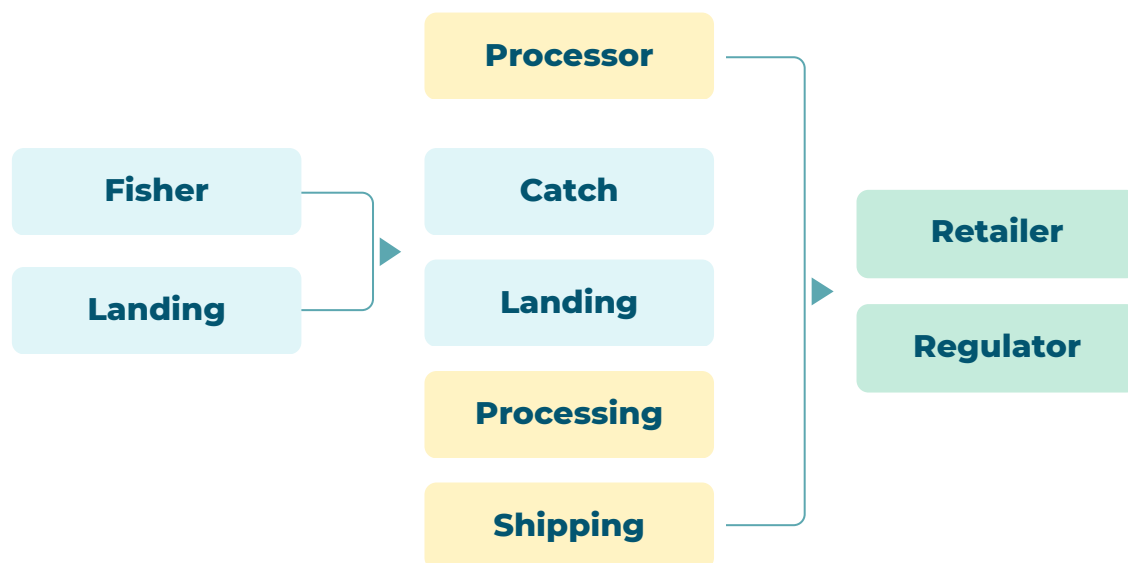 Fisher
Landing
Processor
Catch
Landing
Processing
Shipping
Retailer
Regulator